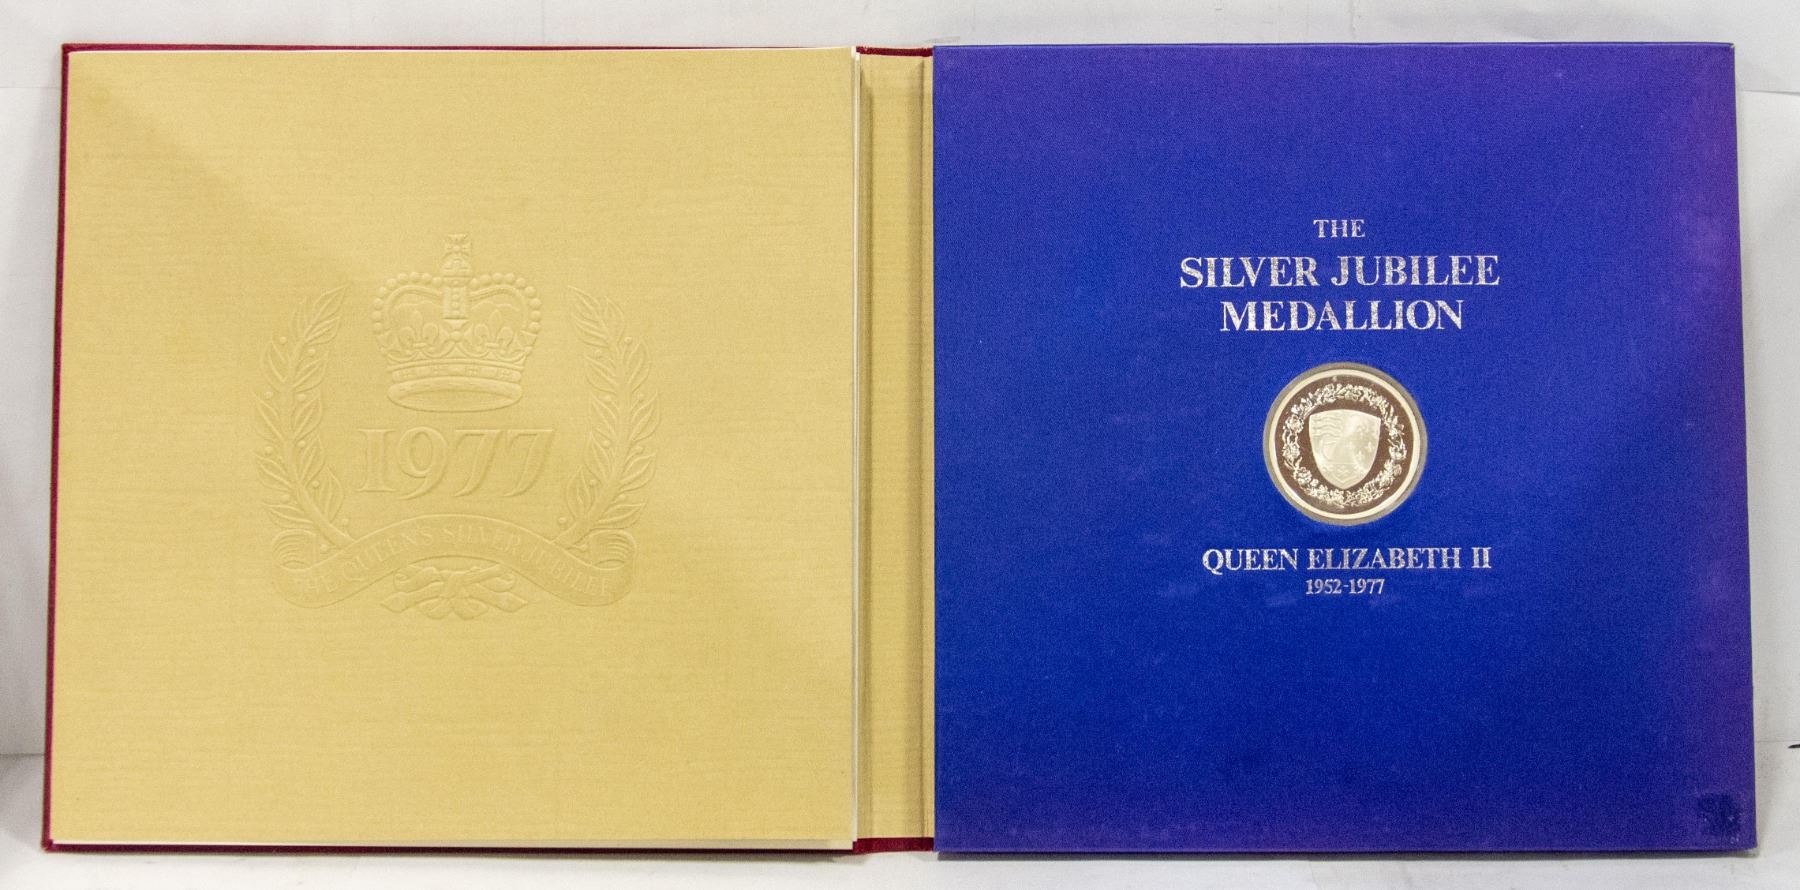 1977
THE QUEEN'S SILVER JUBILEE
THE
SILVER JUBILEE
MEDALLION
QUEEN ELIZABETH II
1952-1977